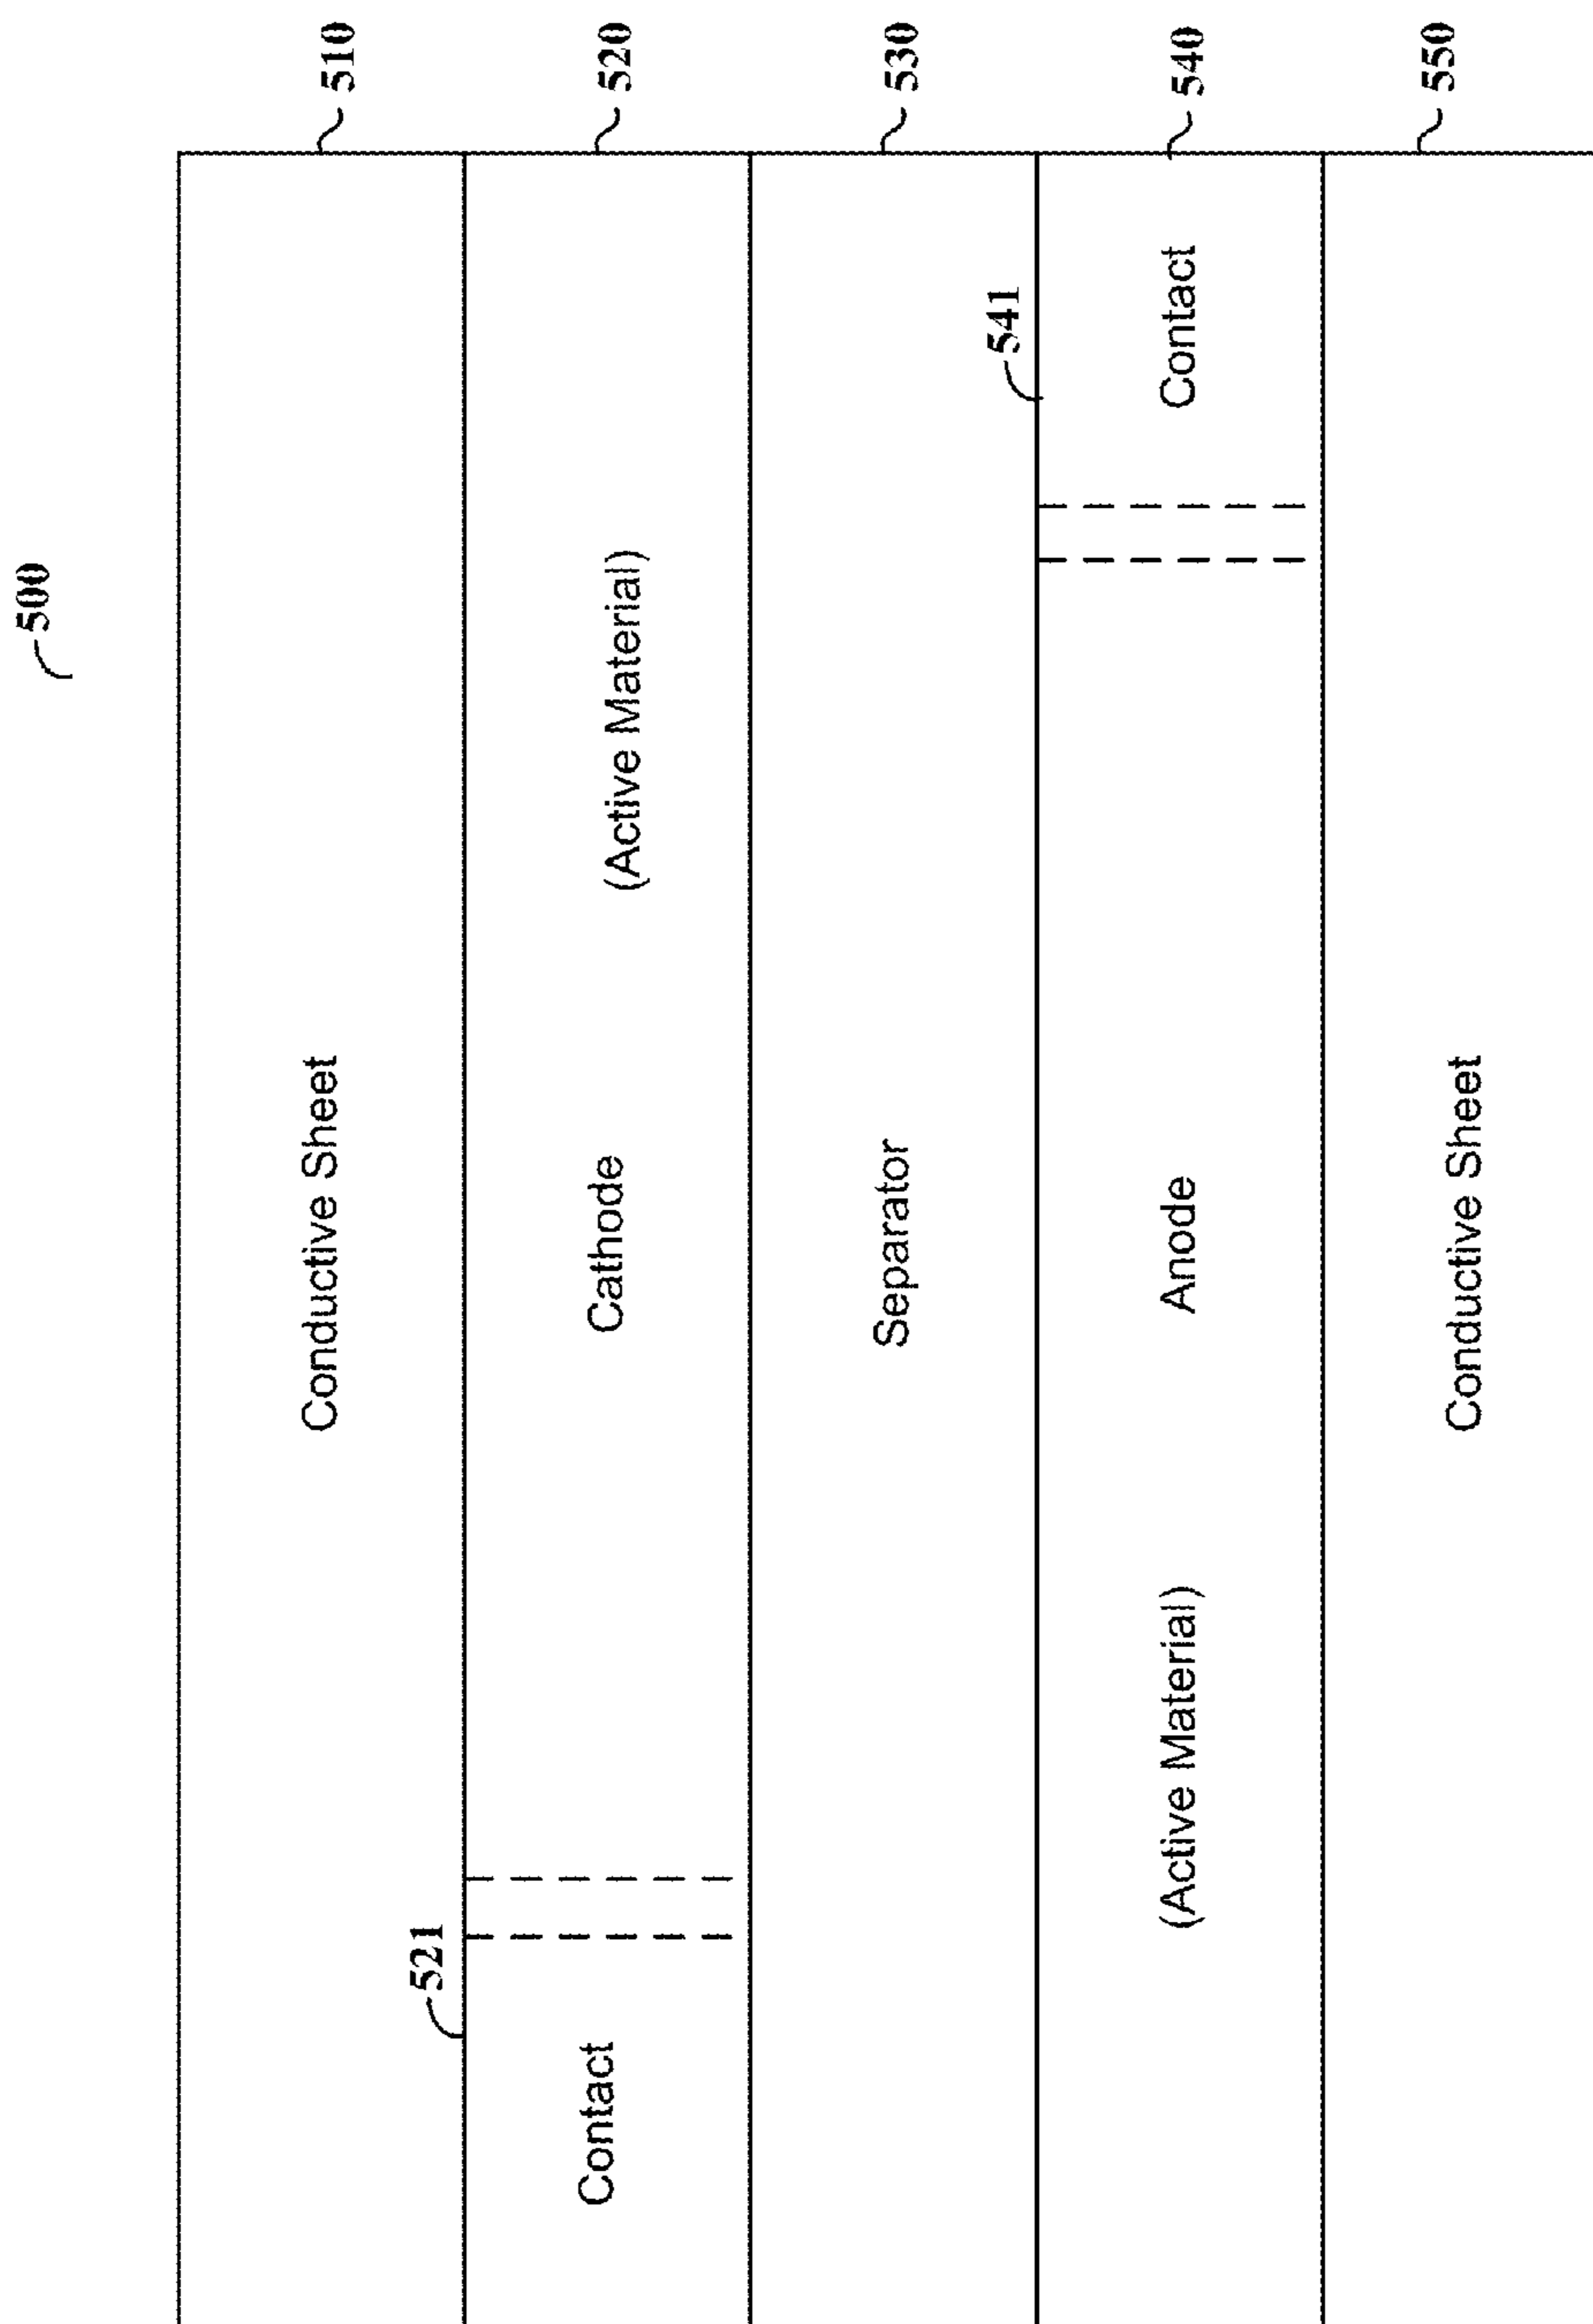 500
Conductive Sheet
510
521
Contact
Cathode
(Active Material)
520
Separator
530
541
(Active Material)
Anode
Contact
540
Conductive Sheet
550